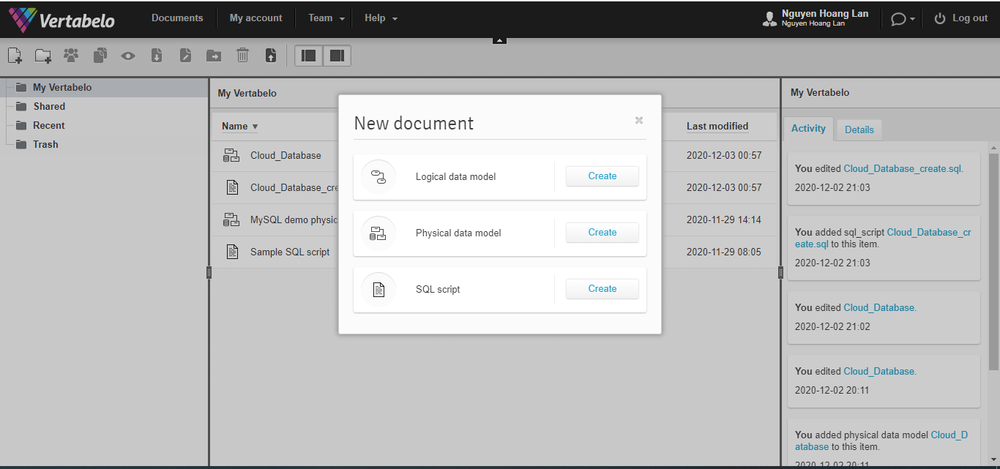 Vertabelo
Documents
My account
Team
Help
Nguyen Hoang Lan
Nguyen Hoang Lan
Log out
My Vertabelo
Shared
Recent
Trash
My Vertabelo
Name
Last modified
Cloud_Database
2020-12-03 00:57
Cloud_Database_cre
2020-12-03 00:57
MySQL demo physic
2020-11-29 14:14
Sample SQL script
2020-11-29 08:05
New document
Logical data model
Create
Physical data model
Create
SQL script
Create
My Vertabelo
Activity
Details
You edited Cloud_Database_create.sql.
2020-12-02 21:03
You added sql_script Cloud_Database_cr
eate.sql to this item.
2020-12-02 21:03
You edited Cloud_Database.
2020-12-02 21:02
You edited Cloud_Database.
2020-12-02 20:11
You added physical data model Cloud_D
atabase to this item.
2020-12-02 20:11